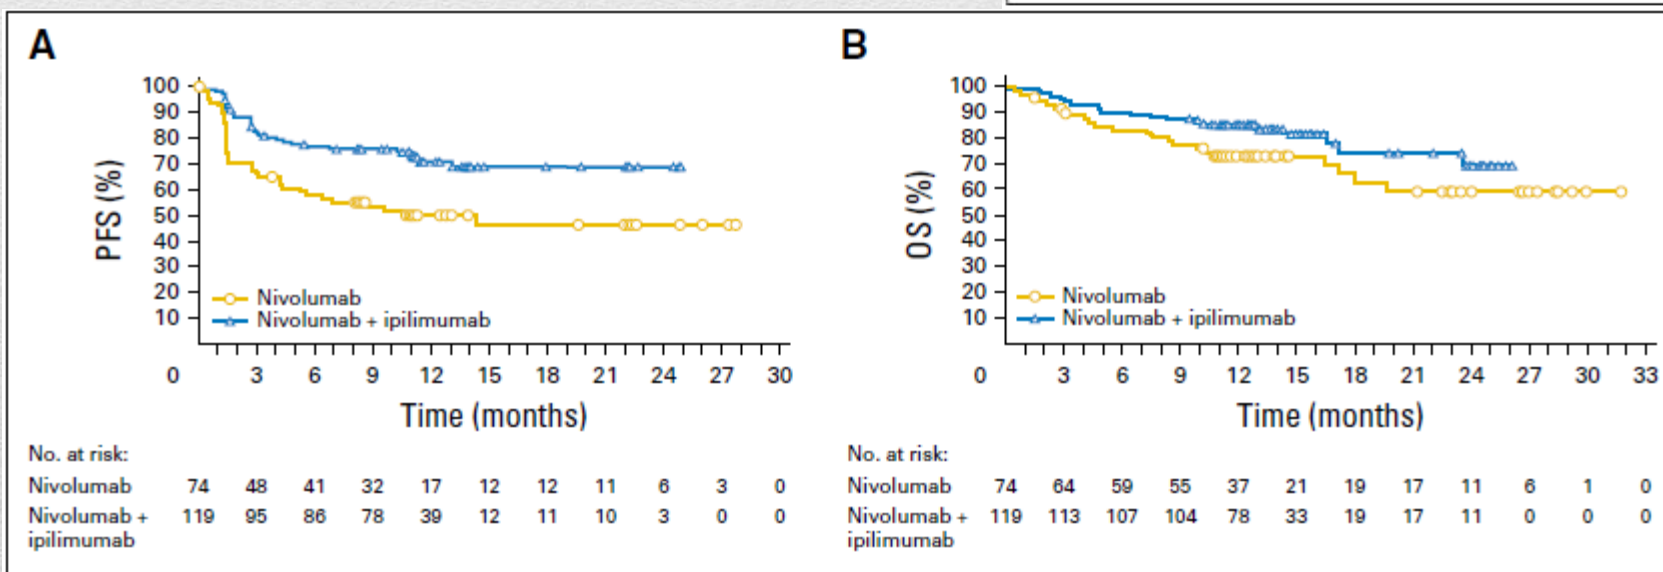 A
100
90
80
70
60
50
40
30
20
10
PFS (%)
Nivolumab
Nivolumab + ipilimumab
0 3 6 9 12 15 18 21 24 27 30
Time (months)
No. at risk:
Nivolumab 74 48 41 32 17 12 12 11 6 3 0
Nivolumab + 119 95 86 78 39 12 11 10 3 0 0
ipilimumab
B
100
90
80
70
60
50
40
30
20
10
OS (%)
Nivolumab
Nivolumab + ipilimumab
0 3 6 9 12 15 18 21 24 27 30 33
Time (months)
No. at risk:
Nivolumab 74 64 59 55 37 21 19 17 11 6 1 0
Nivolumab + 119 113 107 104 78 33 19 17 11 0 0 0
ipilimumab